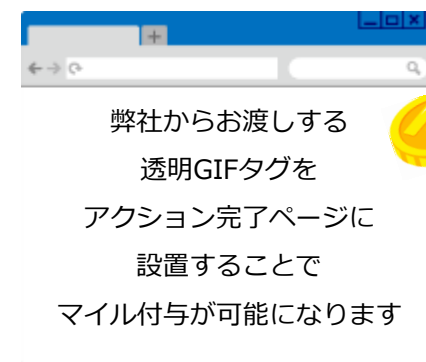 弊社からお渡しする
透明GIFタグを
アクション完了ページに
設置することで
マイル付与が可能になります